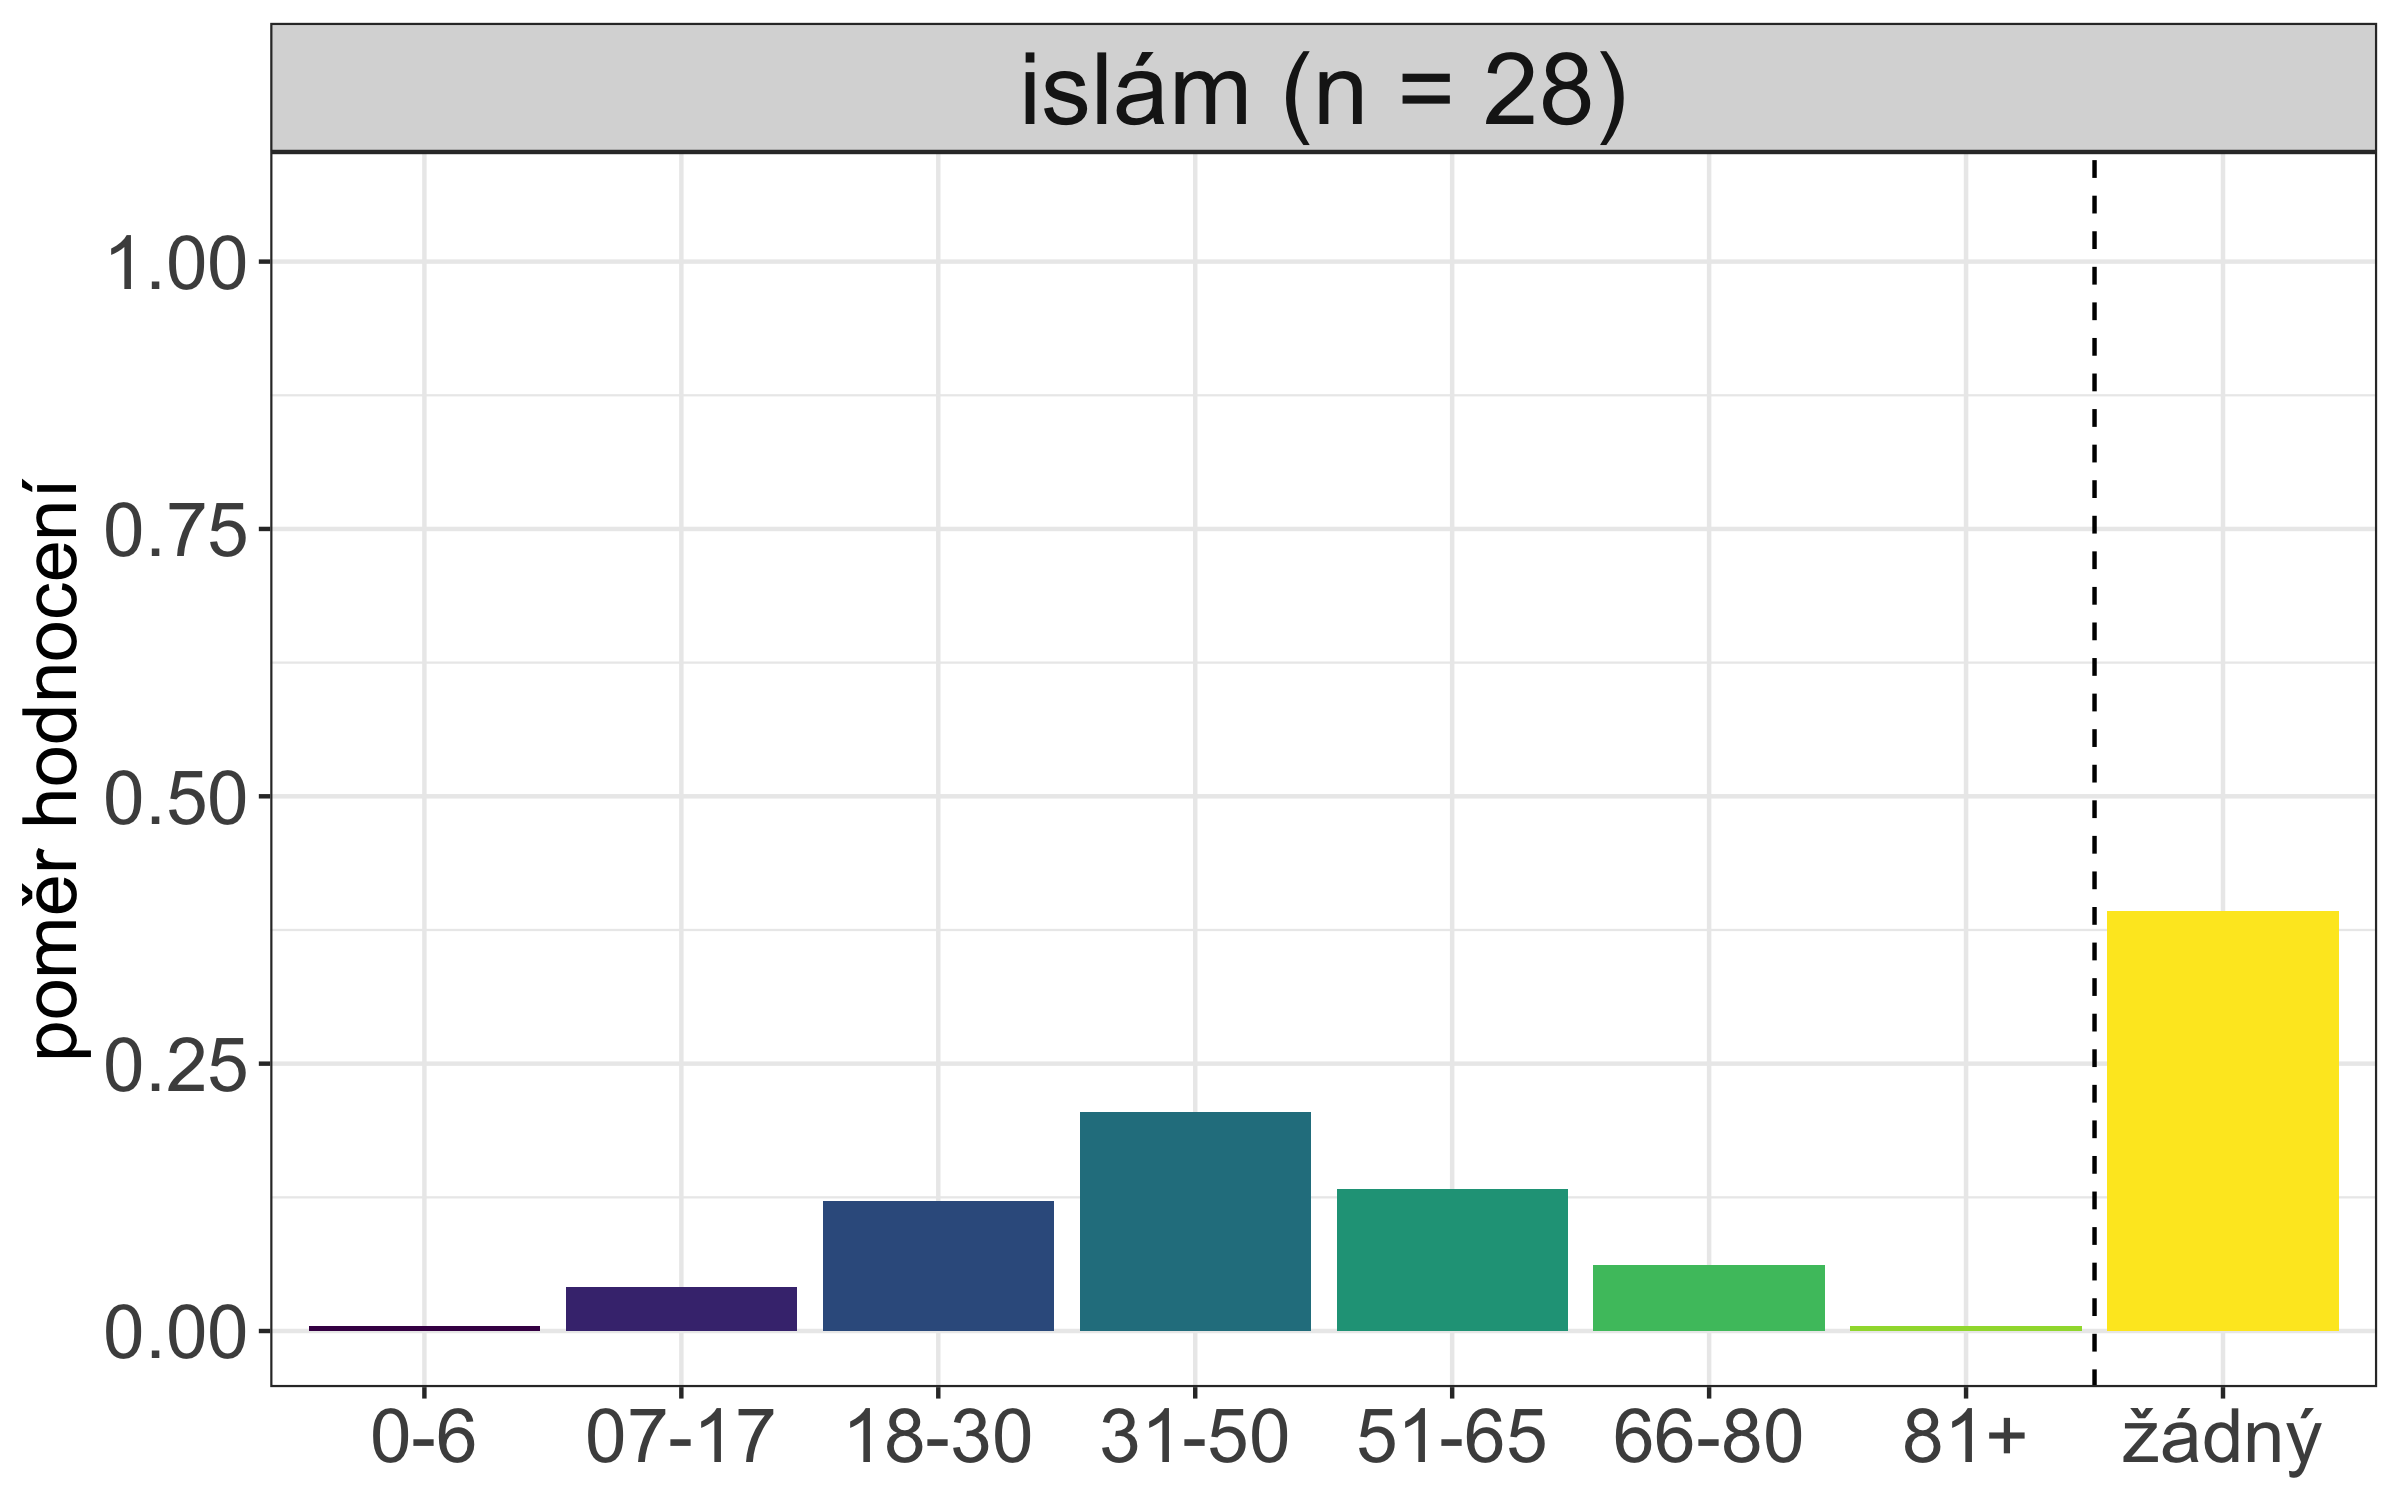 islám (n = 28)
poměr hodnocení
1.00
0.75
0.50
0.25
0.00
0-6 07-17 18-30 31-50 51-65 66-80 81+ žádný